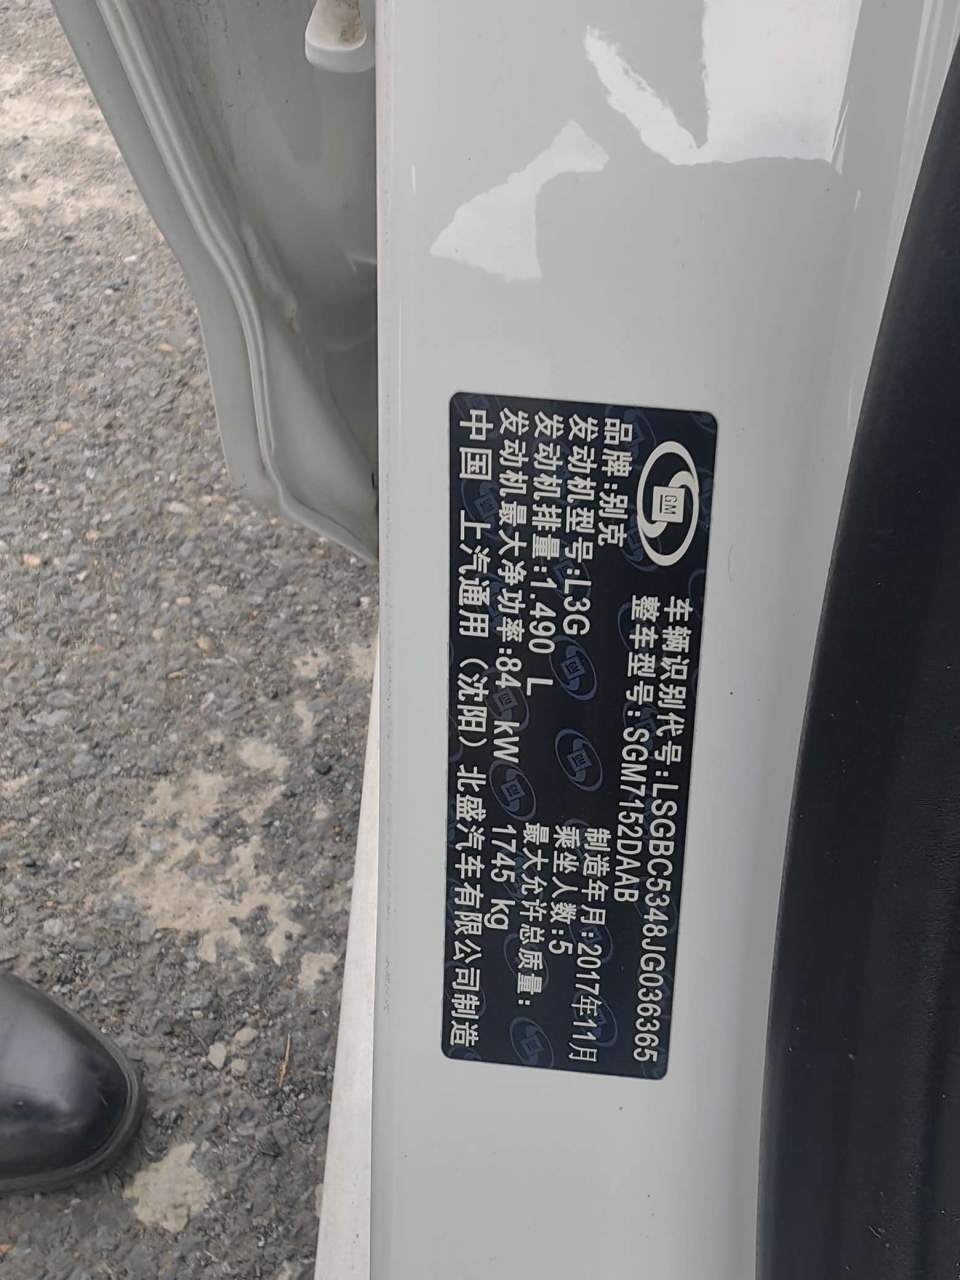 GM
车辆识别代号:LSGBC5348JG036365
整车型号:SGM7152DAAB
品牌:别克
发动机型号:L3G
制造年月:2017年11月
发动机排量:1.490 L
乘坐人数:5
发动机最大净功率:84 kW
最大允许总质量:
1745 kg
中国 上汽通用（沈阳）北盛汽车有限公司制造